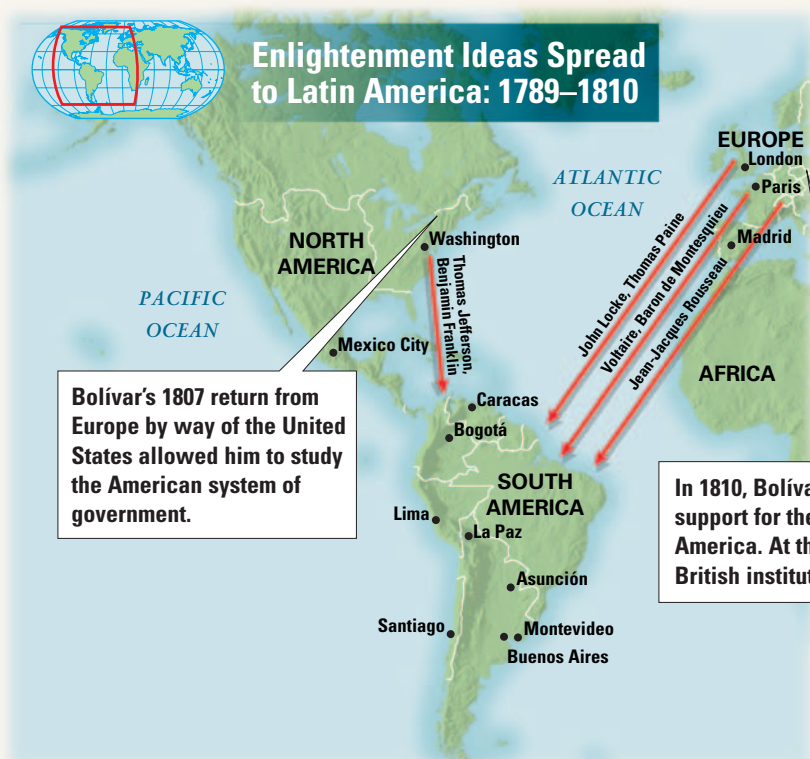 Enlightenment Ideas Spread
to Latin America: 1789–1810
EUROPE
London
Paris
Madrid
ATLANTIC
OCEAN
NORTH
AMERICA
Washington
Thomas Jefferson,
Benjamin Franklin
John Locke, Thomas Paine
Voltaire, Baron de Montesquieu
Jean-Jacques Rousseau
PACIFIC
OCEAN
Mexico City
AFRICA
Bolívar's 1807 return from
Europe by way of the United
States allowed him to study
the American system of
government.
Caracas
Bogotá
SOUTH
AMERICA
Lima
La Paz
In 1810, Bolíva
support for the
America. At th
British institut
Asunción
Santiago
Montevideo
Buenos Aires